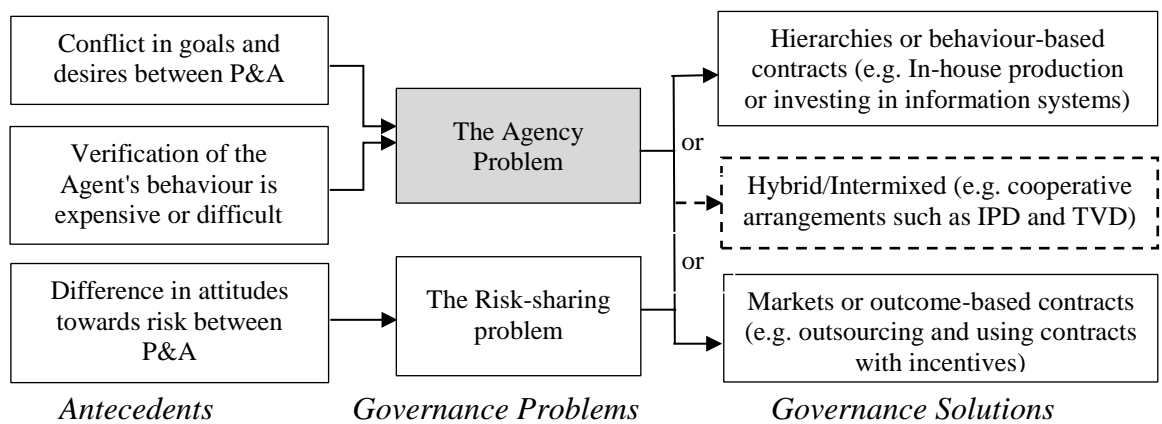 Conflict in goals and
desires between P&A
Verification of the
Agent's behaviour is
expensive or difficult
Difference in attitudes
towards risk between
P&A
Antecedents
The Agency
Problem
The Risk-sharing
problem
Governance Problems
or
or
Hierarchies or behaviour-based
contracts (e.g. In-house production
or investing in information systems)
Hybrid/Intermixed (e.g. cooperative
arrangements such as IPD and TVD)
Markets or outcome-based contracts
(e.g. outsourcing and using contracts
with incentives)
Governance Solutions